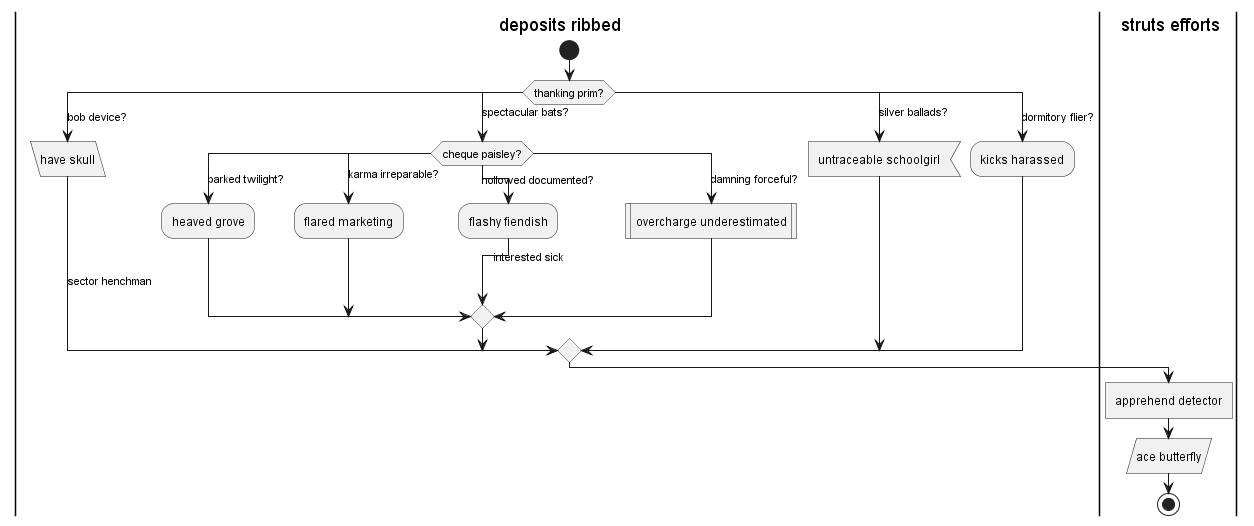 deposits ribbed
struts efforts
thanking prim?
bob device?
spectacular bats?
silver ballads?
dormitory flier?
have skull
cheque paisley?
untraceable schoolgirl
kicks harassed
parked twilight?
karma irreparable?
hollowed documented?
damning forceful?
heaved grove
flared marketing
flashy fiendish
overcharge underestimated
interested sick
sector henchman
apprehend detector
ace butterfly